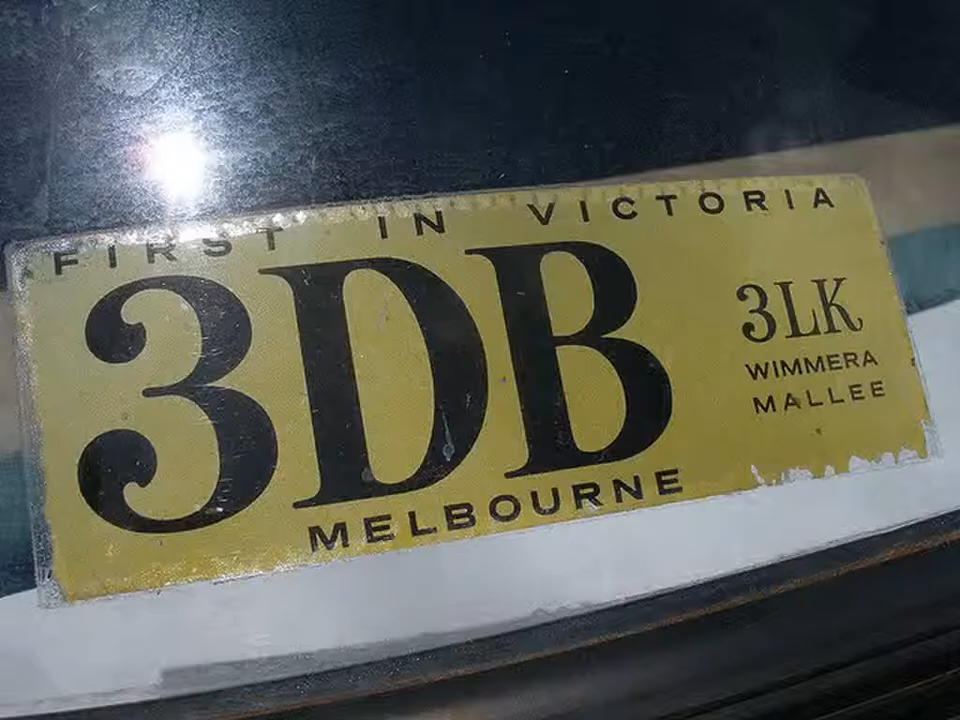 FIRST IN VICTORIA
3DB
MELBOURNE
3LK
WIMMERA
MALLEE